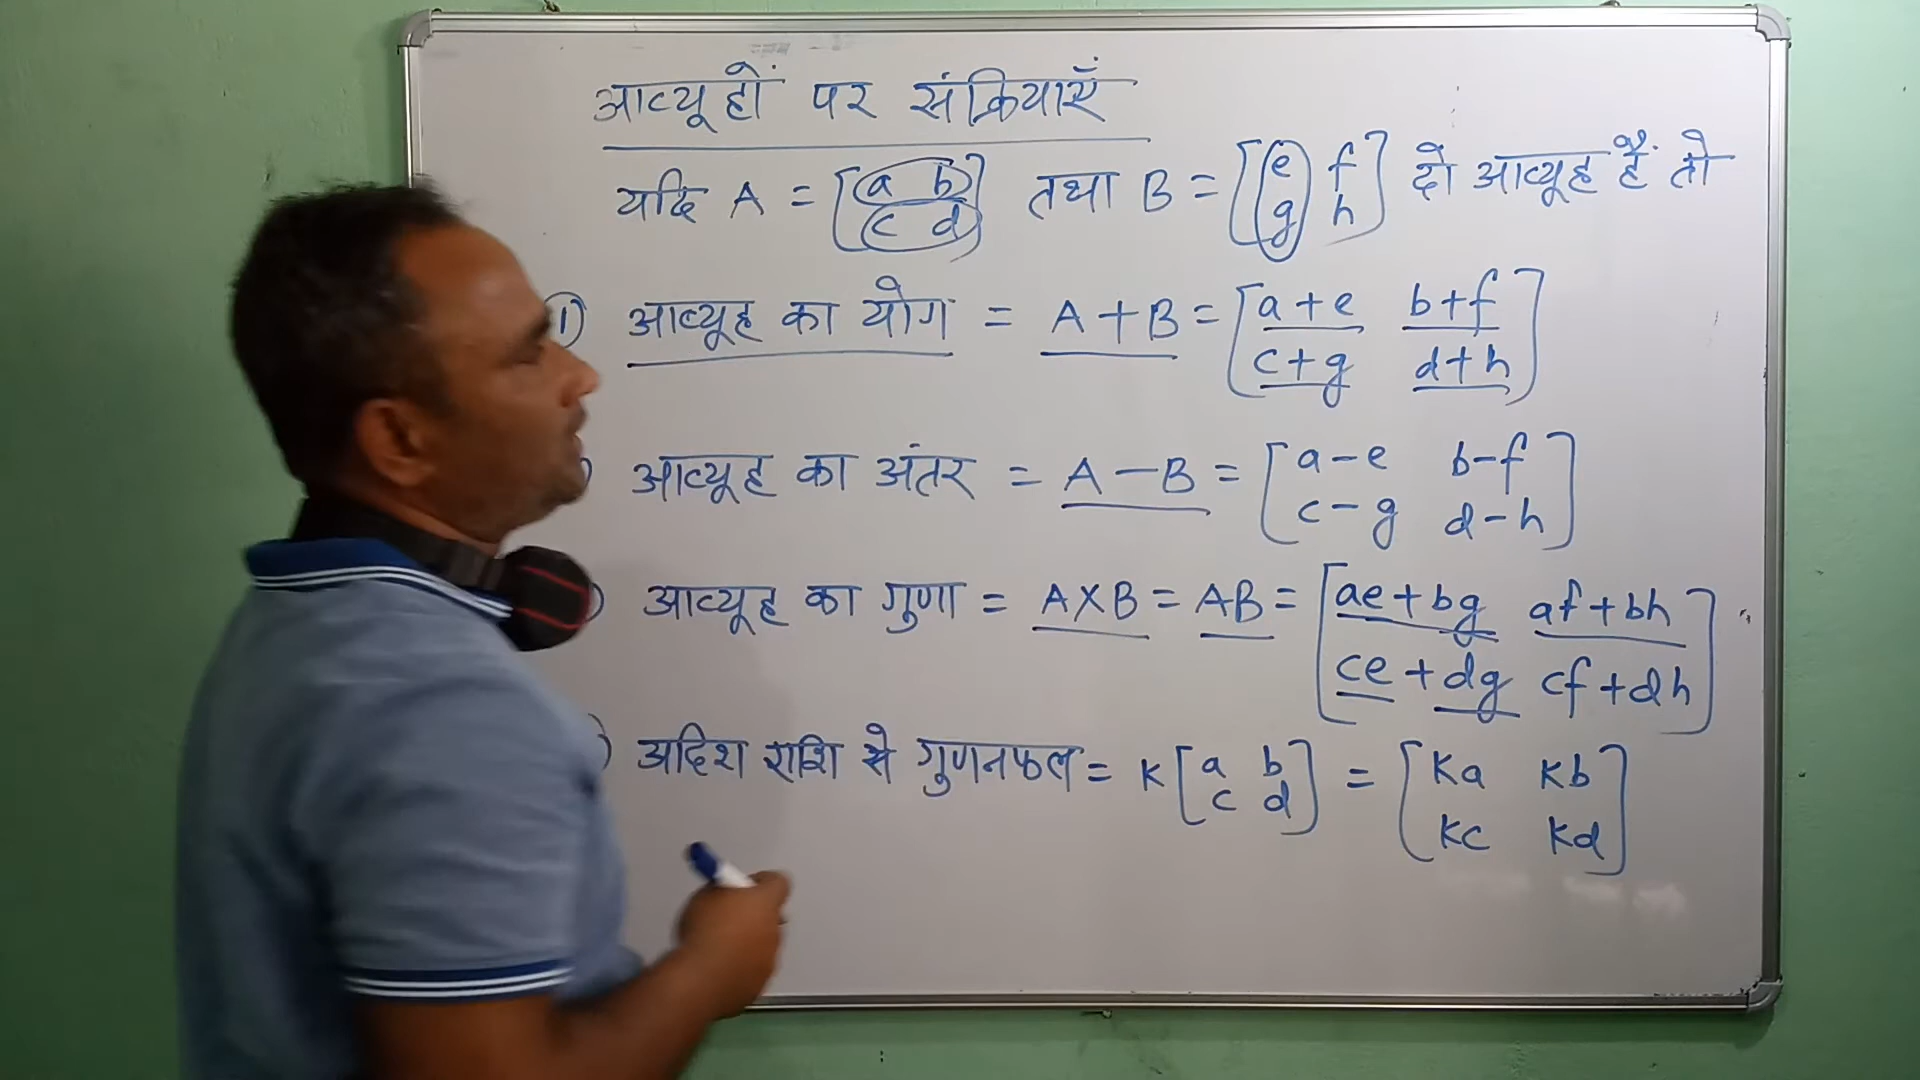 आव्यूहों पर संक्रियाएँ
यदि A = [a b c d] तथा B = [e f g h] दो आव्यूह हैं तो
1) आव्यूह का योग = A + B = [a+e b+f c+g d+h]
आव्यूह का अंतर = A − B = [a−e b−f c−g d−h]
आव्यूह का गुणा = A×B = AB = [ae+bg af+bh ce+dg cf+dh]
अदिश राशि से गुणनफल = K [a b c d] = [Ka Kb Kc Kd]